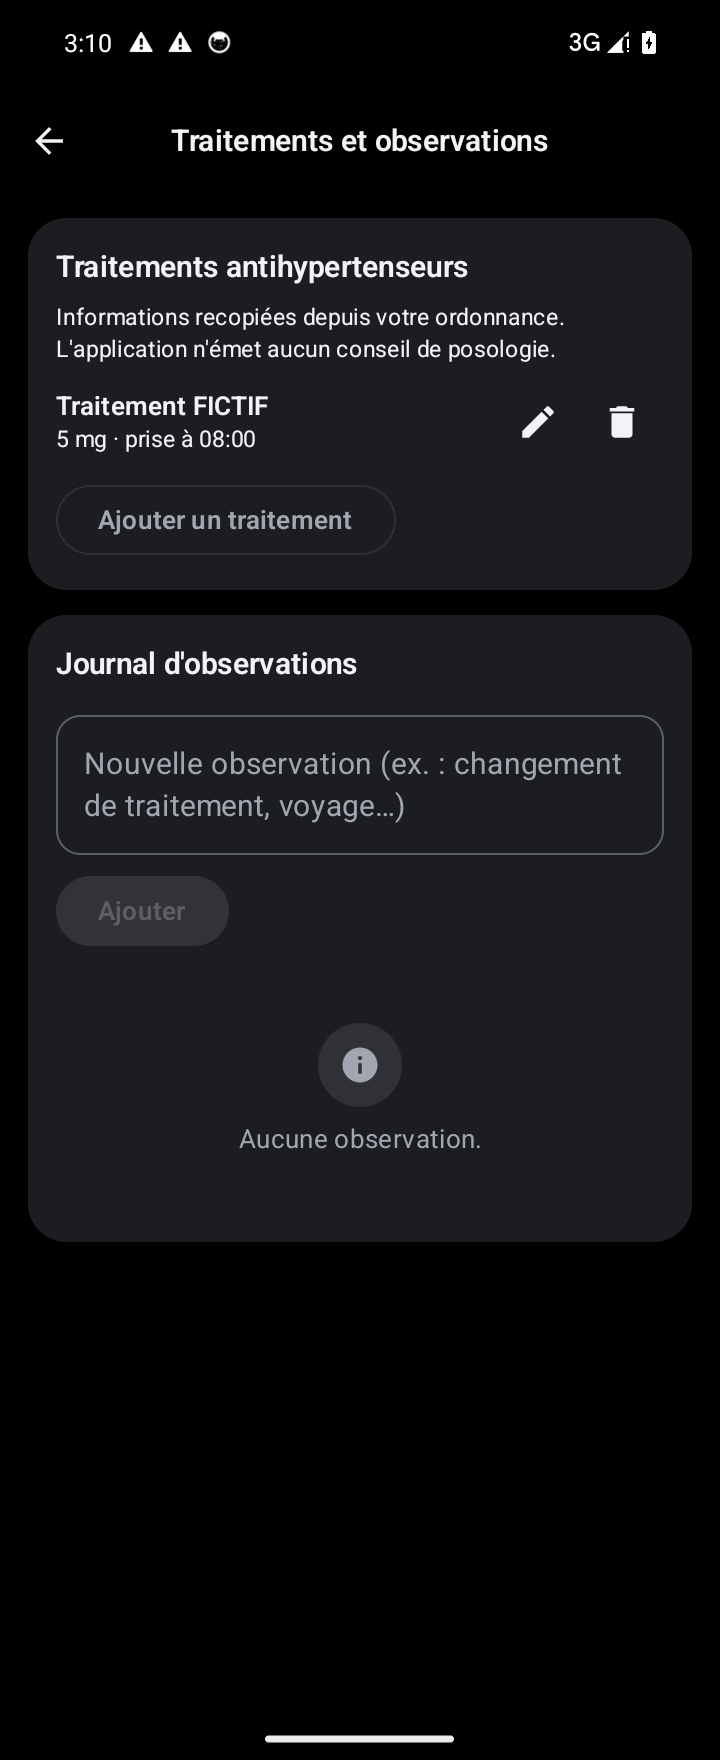 3:10
3G
Traitements et observations
Traitements antihypertenseurs
Informations recopiées depuis votre ordonnance.
L'application n'émet aucun conseil de posologie.
Traitement FICTIF
5 mg · prise à 08:00
Ajouter un traitement
Journal d'observations
Nouvelle observation (ex. : changement
de traitement, voyage…)
Ajouter
Aucune observation.